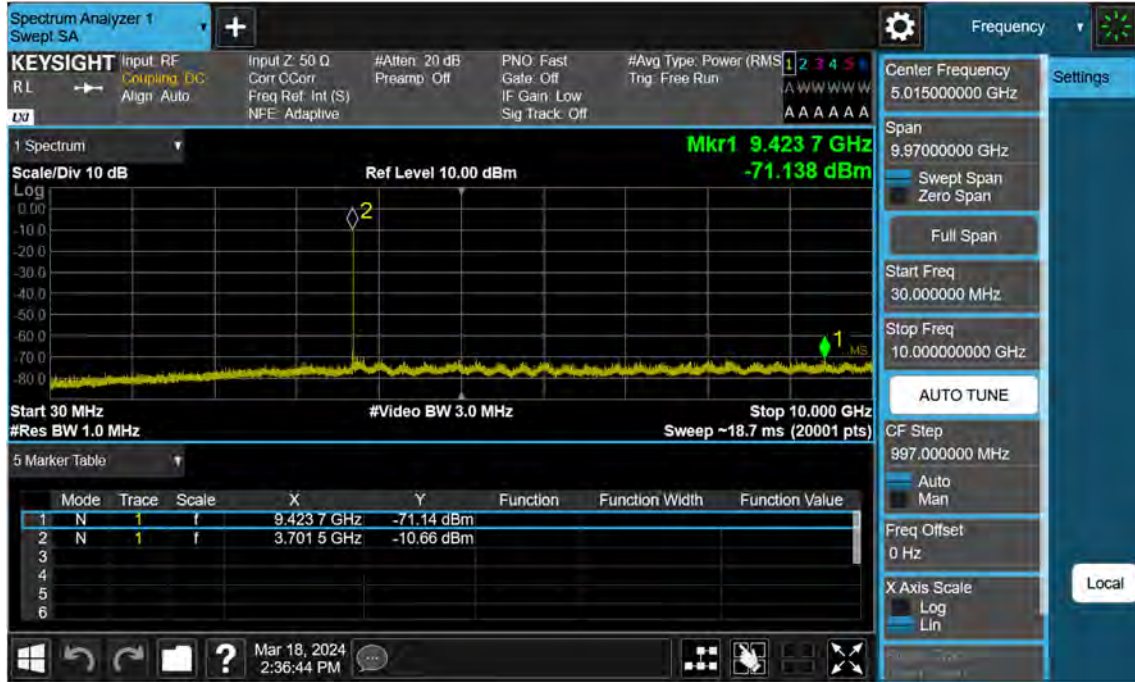 Spectrum Analyzer 1
Swept SA
+
Frequency
KEYSIGHT
RL
LXI
Input: RF
Coupling: DC
Align: Auto
Input Z: 50 Ω
Corr CCorr
Freq Ref: Int (S)
NFE: Adaptive
#Atten: 20 dB
Preamp: Off
PNO: Fast
Gate: Off
IF Gain: Low
Sig Track: Off
#Avg Type: Power (RMS
Trig: Free Run
1 2 3 4 5 6
A W W W W W
A A A A A A
Center Frequency
5.015000000 GHz
Settings
1 Spectrum
Mkr1 9.423 7 GHz
Scale/Div 10 dB
Ref Level 10.00 dBm
-71.138 dBm
Span
9.97000000 GHz
Swept Span
Zero Span
Full Span
Start Freq
30.000000 MHz
Stop Freq
10.000000000 GHz
AUTO TUNE
CF Step
997.000000 MHz
Auto
Man
Freq Offset
0 Hz
X Axis Scale
Log
Lin
Local
Log
0.00
-10.0
-20.0
-30.0
-40.0
-50.0
-60.0
-70.0
-80.0
2
1
Start 30 MHz
#Video BW 3.0 MHz
Stop 10.000 GHz
#Res BW 1.0 MHz
Sweep ~18.7 ms (20001 pts)
5 Marker Table
Mode Trace Scale X Y Function Function Width Function Value
1 N 1 f 9.423 7 GHz -71.14 dBm
2 N 1 f 3.701 5 GHz -10.66 dBm
3
4
5
6
?
Mar 18, 2024
2:36:44 PM